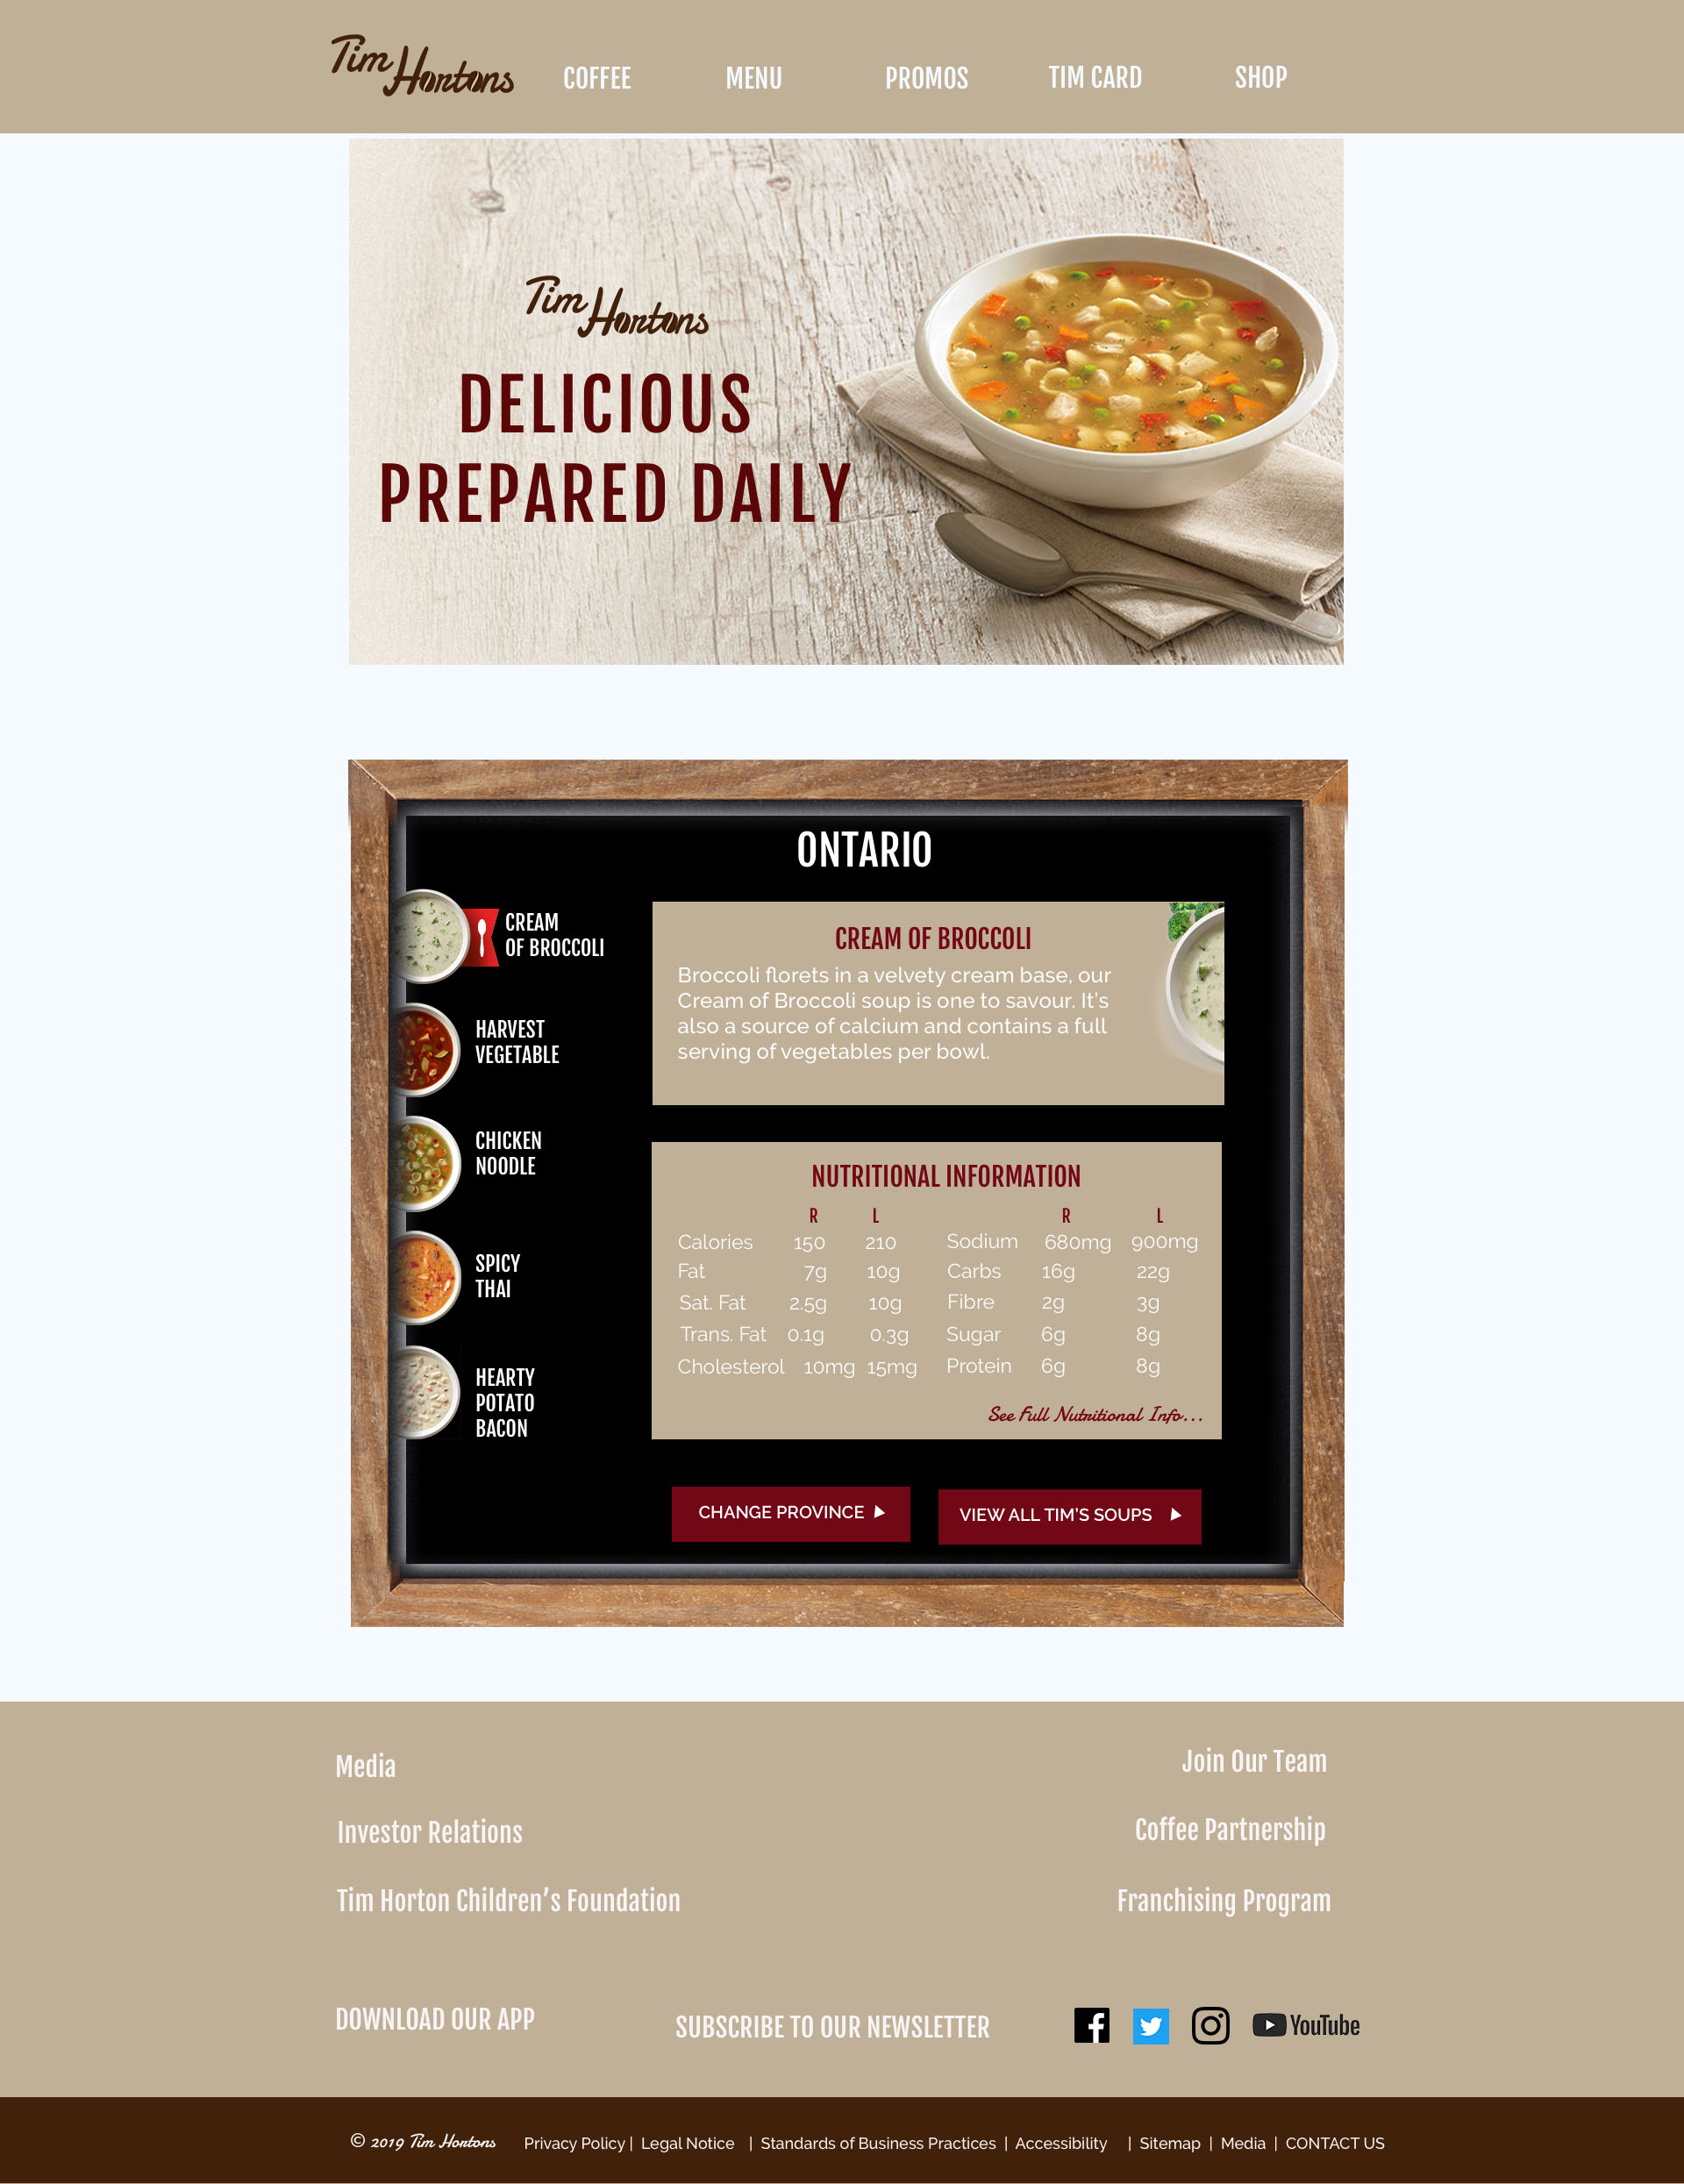 Tim Hortons
COFFEE MENU PROMOS TIM CARD SHOP
Tim Hortons
DELICIOUS
PREPARED DAILY
ONTARIO
CREAM
OF BROCCOLI
HARVEST
VEGETABLE
CHICKEN
NOODLE
SPICY
THAI
HEARTY
POTATO
BACON
CREAM OF BROCCOLI
Broccoli florets in a velvety cream base, our
Cream of Broccoli soup is one to savour. It's
also a source of calcium and contains a full
serving of vegetables per bowl.
NUTRITIONAL INFORMATION
R L R L
Calories 150 210 Sodium 680mg 900mg
Fat 7g 10g Carbs 16g 22g
Sat. Fat 2.5g 10g Fibre 2g 3g
Trans. Fat 0.1g 0.3g Sugar 6g 8g
Cholesterol 10mg 15mg Protein 6g 8g
See Full Nutritional Info...
CHANGE PROVINCE
VIEW ALL TIM'S SOUPS
Media
Investor Relations
Tim Horton Children's Foundation
Join Our Team
Coffee Partnership
Franchising Program
DOWNLOAD OUR APP
SUBSCRIBE TO OUR NEWSLETTER
YouTube
© 2019 Tim Hortons Privacy Policy | Legal Notice | Standards of Business Practices | Accessibility | Sitemap | Media | CONTACT US